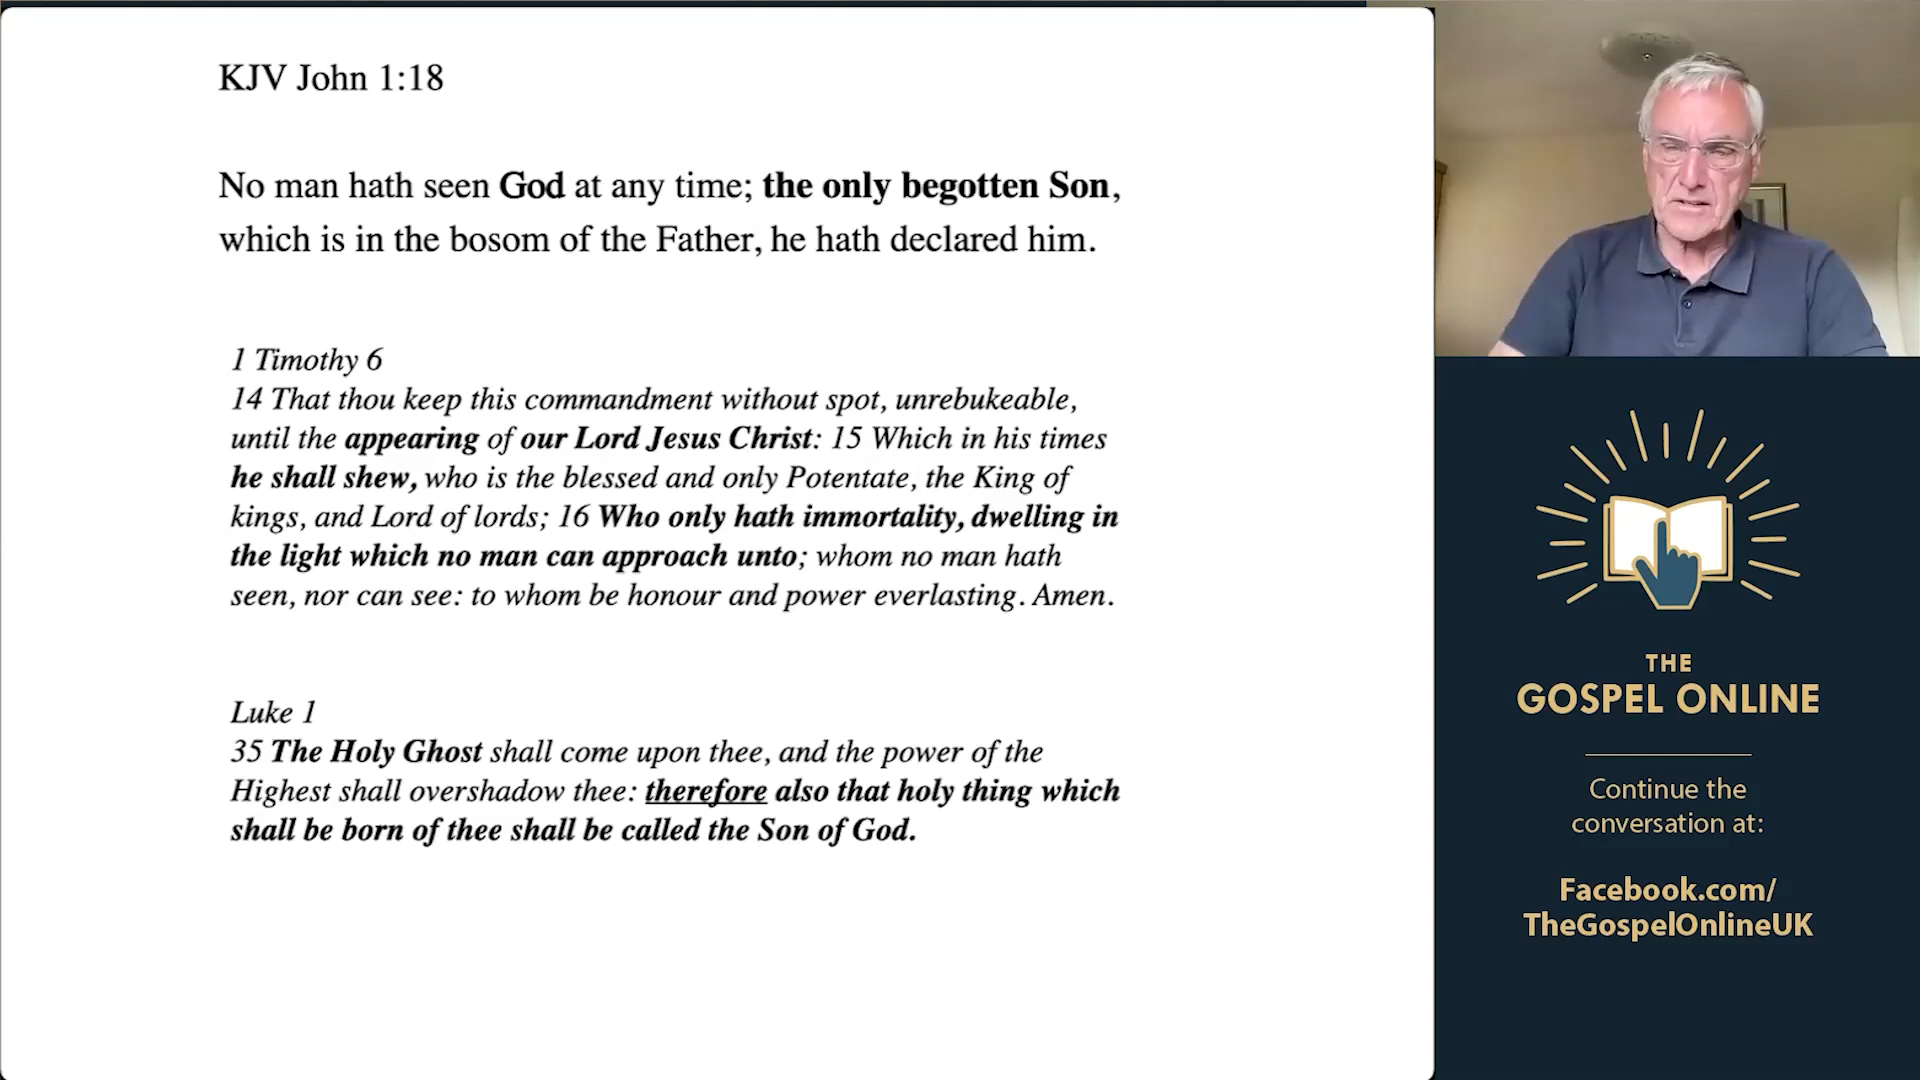 KJV John 1:18
No man hath seen God at any time; the only begotten Son,
which is in the bosom of the Father, he hath declared him.
1 Timothy 6
14 That thou keep this commandment without spot, unrebukeable,
until the appearing of our Lord Jesus Christ: 15 Which in his times
he shall shew, who is the blessed and only Potentate, the King of
kings, and Lord of lords; 16 Who only hath immortality, dwelling in
the light which no man can approach unto; whom no man hath
seen, nor can see: to whom be honour and power everlasting. Amen.
Luke 1
35 The Holy Ghost shall come upon thee, and the power of the
Highest shall overshadow thee: therefore also that holy thing which
shall be born of thee shall be called the Son of God.
THE
GOSPEL ONLINE
Continue the
conversation at:
Facebook.com/
TheGospelOnlineUK